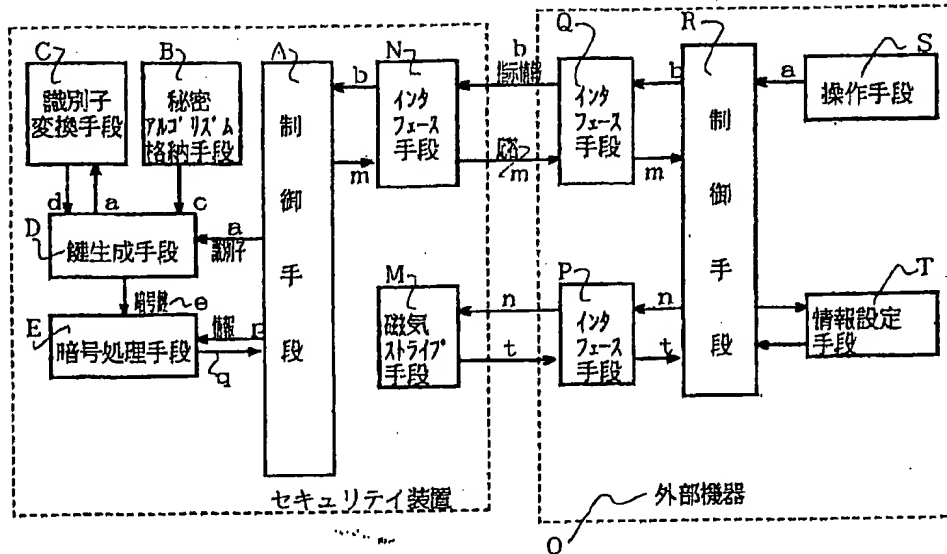 C
識別子
変換手段
B
秘密
アルゴリズム
格納手段
A
制御手段
N
インタ
フェース
手段
b
m
b
指示情報
応答
m
Q
インタ
フェース
手段
b
m
R
制御手段
a
S
操作手段
d
a
c
D
鍵生成手段
a
識別子
暗号鍵
e
E
暗号処理手段
情報
p
q
M
磁気
ストライプ
手段
n
t
P
インタ
フェース
手段
n
t
T
情報設定
手段
セキュリテイ装置
外部機器
O